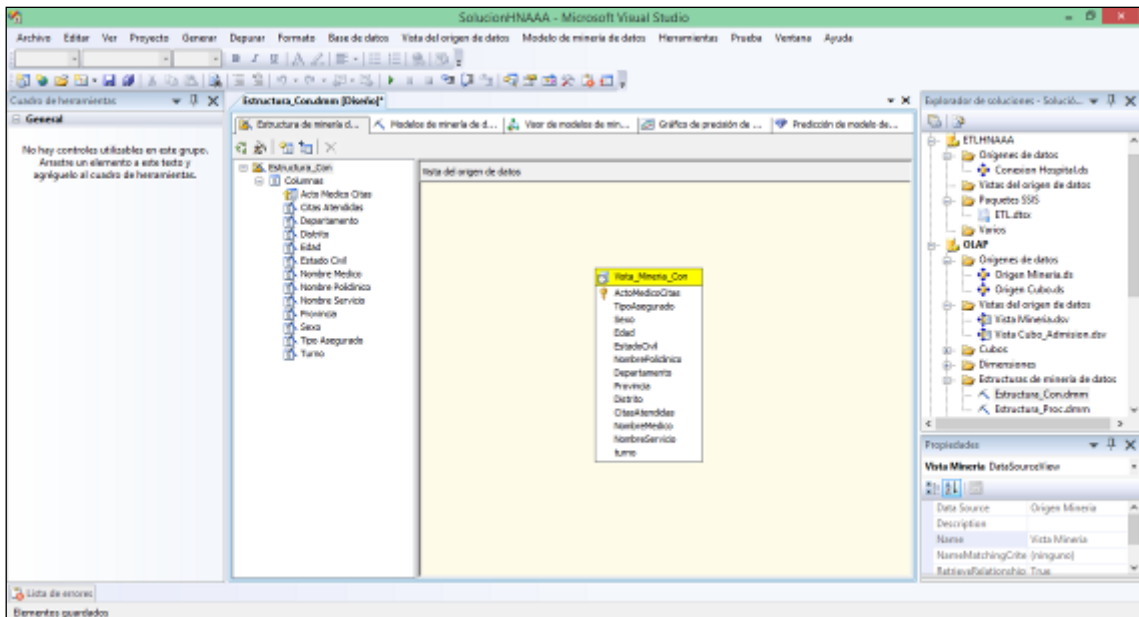 SolucionHNAAA - Microsoft Visual Studio
Archivo Editar Ver Proyecto Generar Depurar Formato Base de datos Vista del origen de datos Modelo de minería de datos Herramientas Prueba Ventana Ayuda
Cuadro de herramientas
General
No hay controles utilizables en este grupo.
Arrastre un elemento a este texto y
agréguelo al cuadro de herramientas.
Estructura_Con.dmm [Diseño]*
Estructura de minería d... Modelos de minería de d... Visor de modelos de min... Gráfico de precisión de ... Predicción de modelo de...
Estructura_Con
Columnas
Acto Medico Citas
Citas Atendidas
Departamento
Distrito
Edad
Estado Civil
Nombre Medico
Nombre Policlinica
Nombre Servicio
Provincia
Sexo
Tipo Asegurado
Turno
Vista del origen de datos
Vista_Mineria_Con
ActoMedicoCitas
TipoAsegurado
Sexo
Edad
EstadoCivil
NombrePoliclinica
Departamento
Provincia
Distrito
CitasAtendidas
NombreMedico
NombreServicio
turno
Explorador de soluciones - Solució...
ETLHNAAA
Orígenes de datos
Conexion Hospital.ds
Vistas del origen de datos
Paquetes SSIS
ETL.dtsx
Varios
OLAP
Orígenes de datos
Origen Mineria.ds
Origen Cubo.ds
Vistas del origen de datos
Vista Mineria.dsv
Vista Cubo_Admision.dsv
Cubos
Dimensiones
Estructuras de minería de datos
Estructura_Con.dmm
Estructura_Proc.dmm
Propiedades
Vista Mineria DataSourceView
Data Source Origen Mineria
Description
Name Vista Mineria
NameMatchingCrite (ninguno)
RetrieveRelationship True
Lista de errores
Elementos guardados